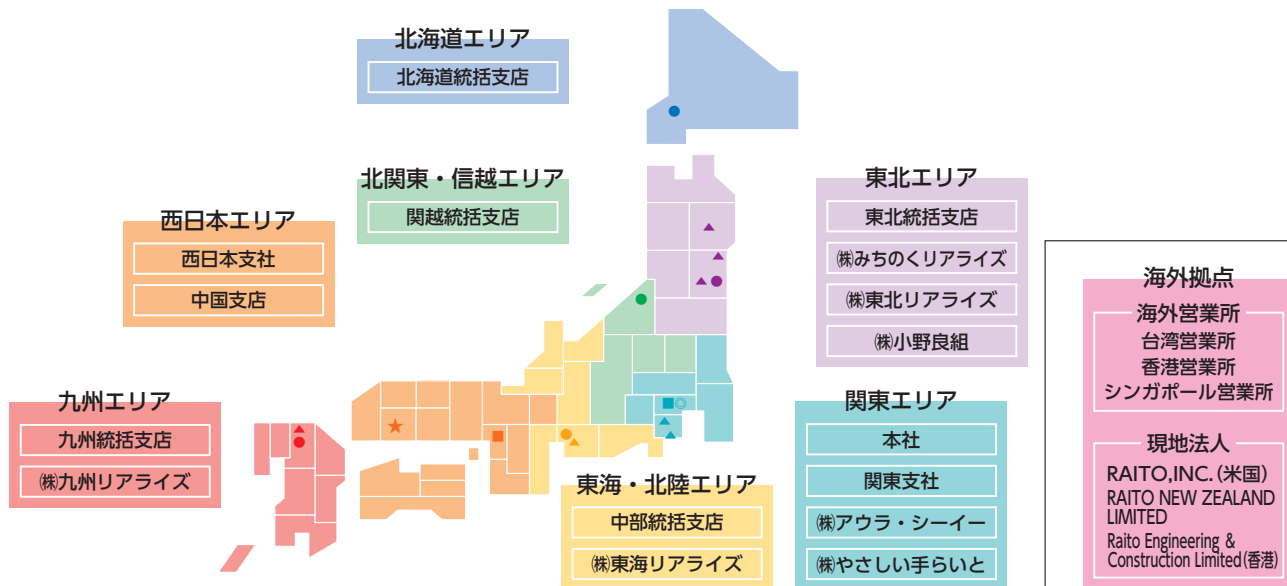 北海道エリア
北海道統括支店
北関東・信越エリア
関越統括支店
東北エリア
東北統括支店
㈱みちのくリアライズ
㈱東北リアライズ
㈱小野良組
西日本エリア
西日本支社
中国支店
九州エリア
九州統括支店
㈱九州リアライズ
東海・北陸エリア
中部統括支店
㈱東海リアライズ
関東エリア
本社
関東支社
㈱アウラ・シーイー
㈱やさしい手らいと
海外拠点
海外営業所
台湾営業所
香港営業所
シンガポール営業所
現地法人
RAITO,INC.(米国)
RAITO NEW ZEALAND
LIMITED
Raito Engineering &
Construction Limited(香港)